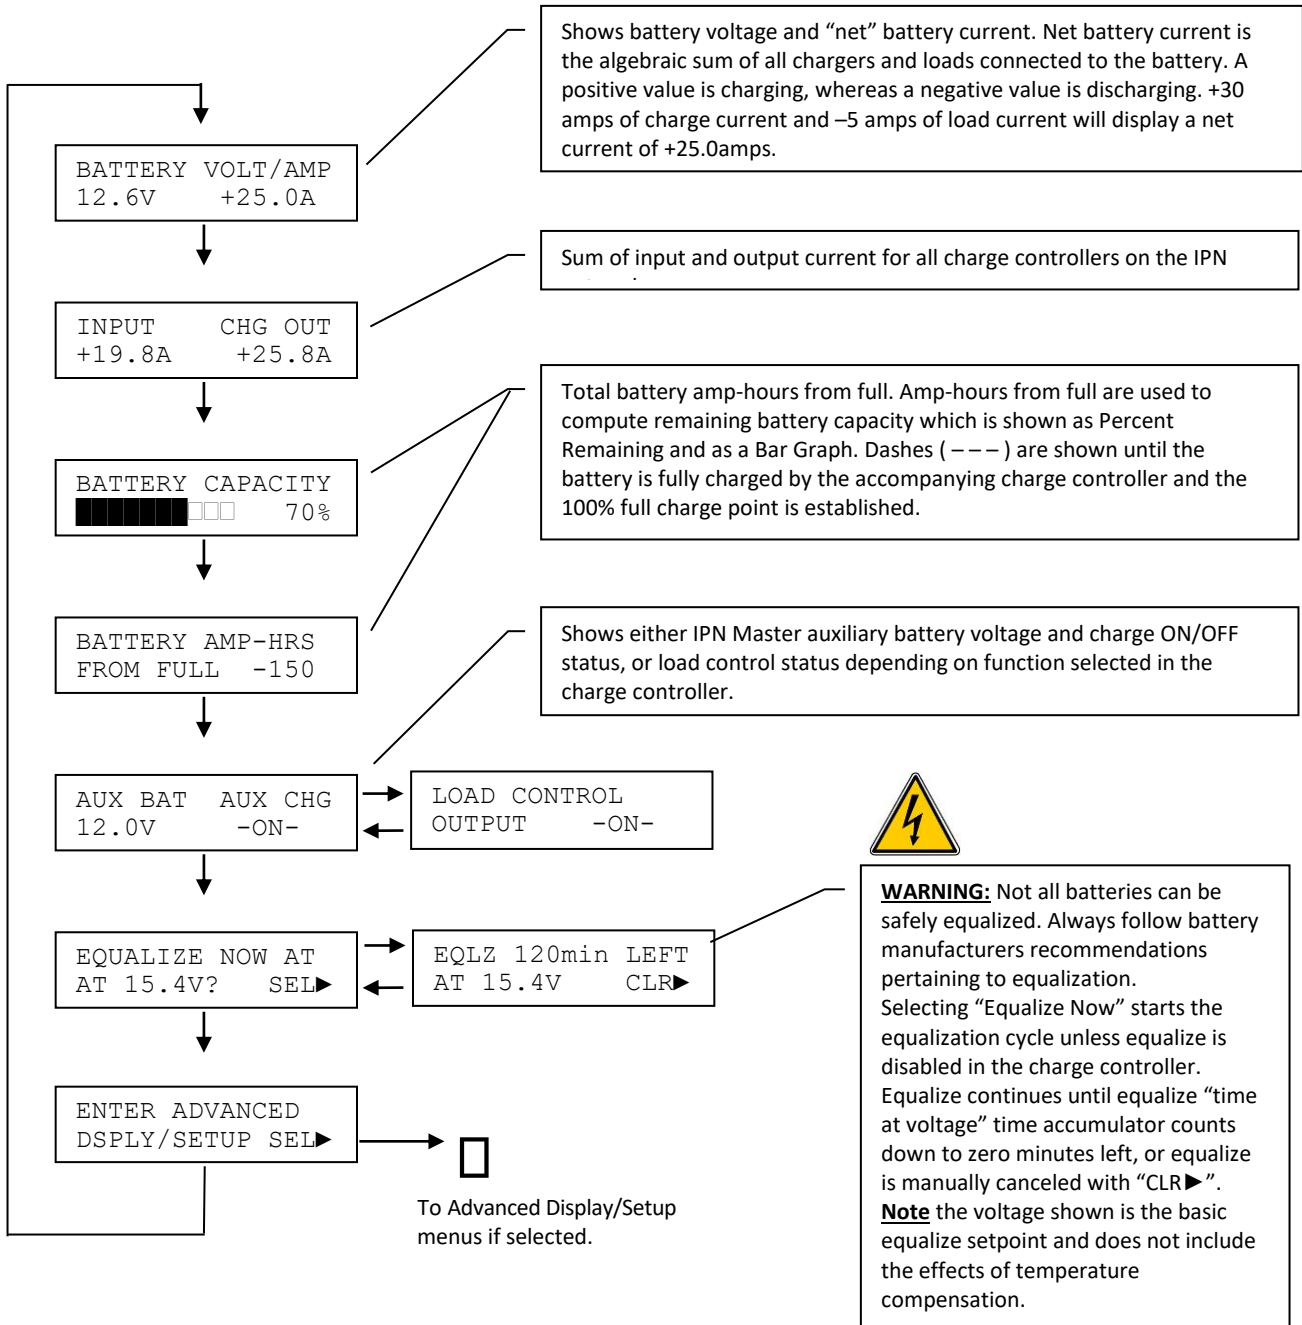 Shows battery voltage and “net” battery current. Net battery current is
the algebraic sum of all chargers and loads connected to the battery. A
positive value is charging, whereas a negative value is discharging. +30
amps of charge current and –5 amps of load current will display a net
current of +25.0amps.
BATTERY VOLT/AMP
12.6V +25.0A
Sum of input and output current for all charge controllers on the IPN
INPUT CHG OUT
+19.8A +25.8A
Total battery amp-hours from full. Amp-hours from full are used to
compute remaining battery capacity which is shown as Percent
Remaining and as a Bar Graph. Dashes ( – – – ) are shown until the
battery is fully charged by the accompanying charge controller and the
100% full charge point is established.
BATTERY CAPACITY
70%
BATTERY AMP-HRS
FROM FULL -150
Shows either IPN Master auxiliary battery voltage and charge ON/OFF
status, or load control status depending on function selected in the
charge controller.
AUX BAT AUX CHG
12.0V -ON-
LOAD CONTROL
OUTPUT -ON-
EQUALIZE NOW AT
AT 15.4V? SEL►
EQLZ 120min LEFT
AT 15.4V CLR►
WARNING: Not all batteries can be
safely equalized. Always follow battery
manufacturers recommendations
pertaining to equalization.
Selecting “Equalize Now” starts the
equalization cycle unless equalize is
disabled in the charge controller.
Equalize continues until equalize “time
at voltage” time accumulator counts
down to zero minutes left, or equalize
is manually canceled with “CLR►”.
Note the voltage shown is the basic
equalize setpoint and does not include
the effects of temperature
compensation.
ENTER ADVANCED
DSPLY/SETUP SEL►
To Advanced Display/Setup
menus if selected.